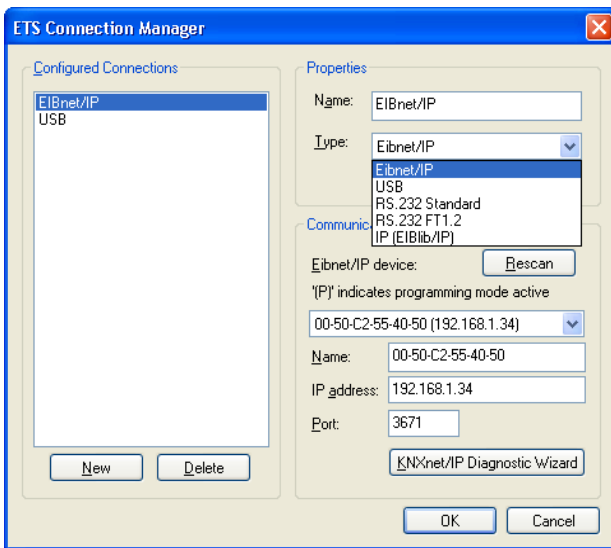 ETS Connection Manager
Configured Connections
EIBnet/IP
USB
New
Delete
Properties
Name:
EIBnet/IP
Type:
Eibnet/IP
Eibnet/IP
USB
RS.232 Standard
RS.232 FT1.2
IP (EIBlib/IP)
Eibnet/IP device:
Rescan
'(P)' indicates programming mode active
00-50-C2-55-40-50 (192.168.1.34)
Name:
00-50-C2-55-40-50
IP address:
192.168.1.34
Port:
3671
KNXnet/IP Diagnostic Wizard
OK
Cancel